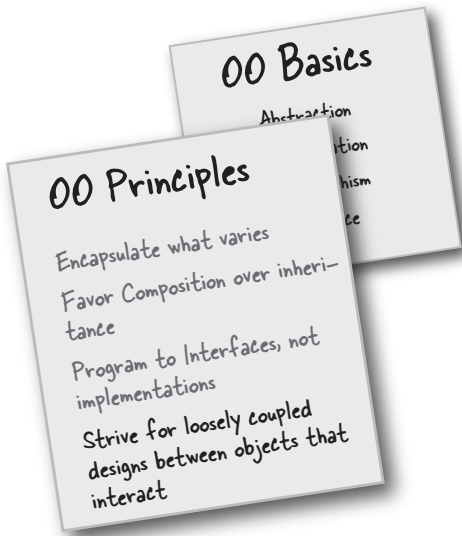 OO Basics
Abstraction
OO Principles
Encapsulate what varies
Favor Composition over inheri-
tance
Program to Interfaces, not
implementations
Strive for loosely coupled
designs between objects that
interact